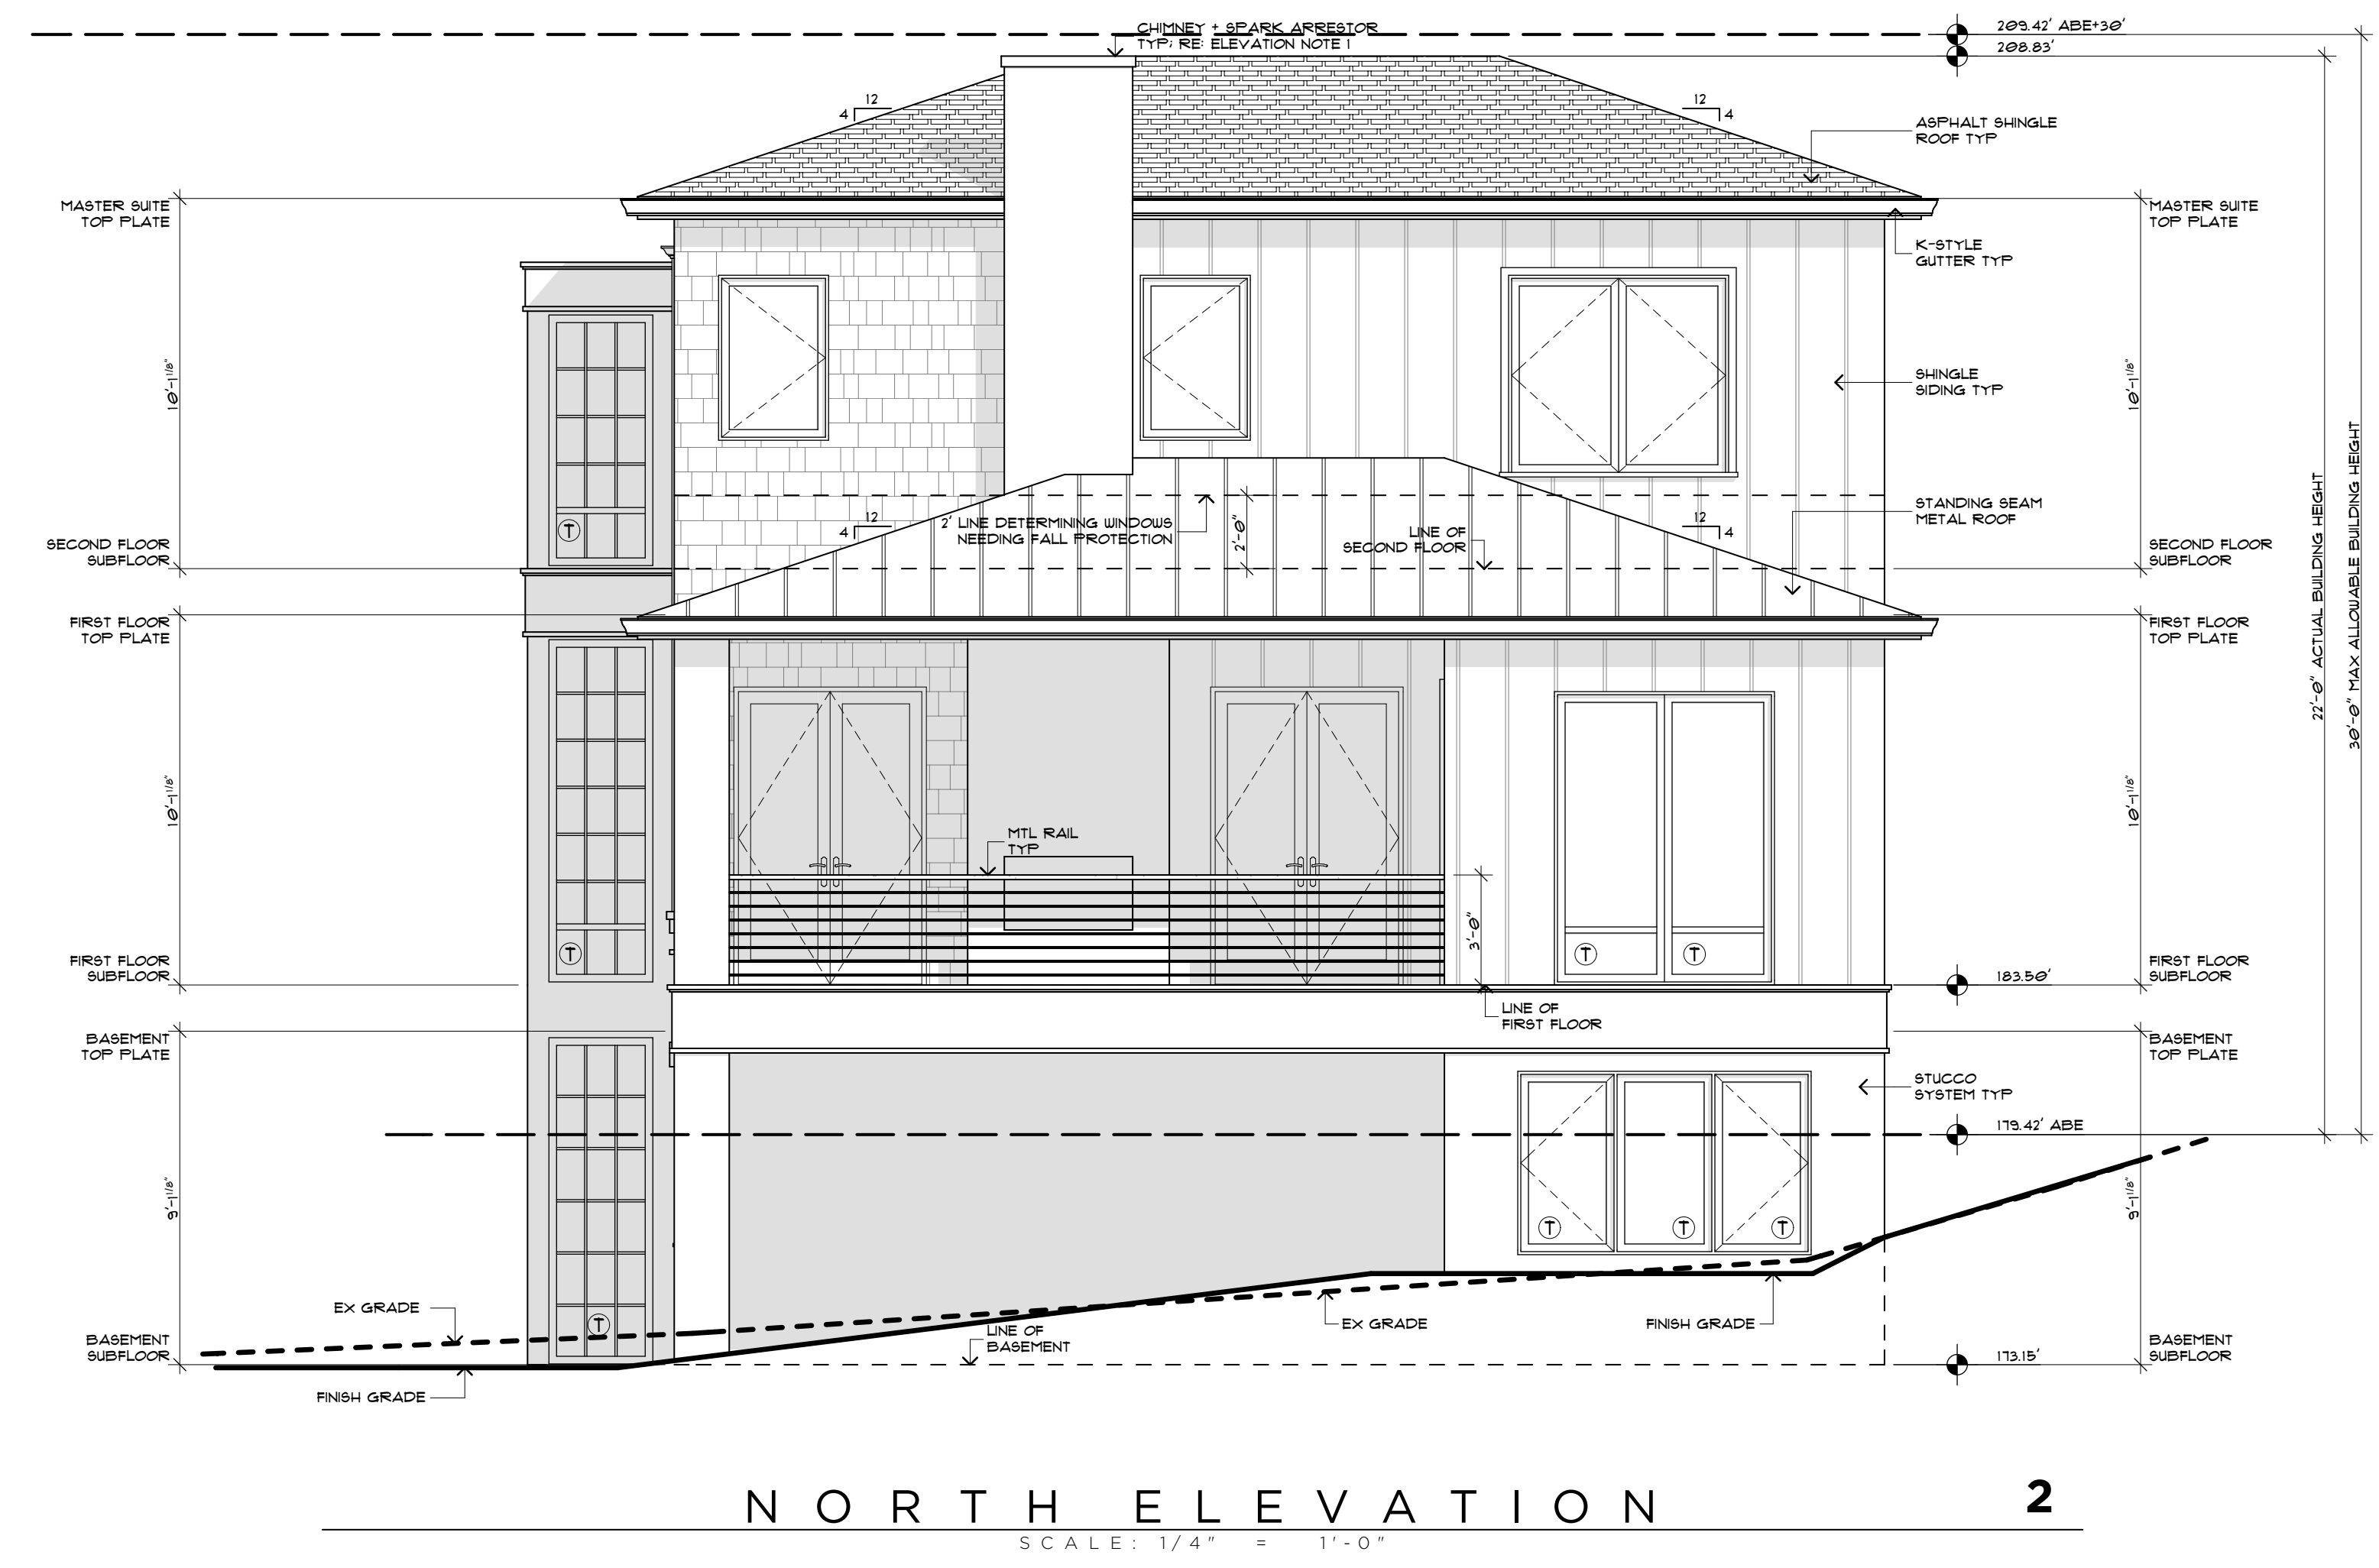 CHIMNEY + SPARK ARRESTOR
TYP; RE: ELEVATION NOTE 1
209.42' ABE+30'
208.83'
12
4
12
4
ASPHALT SHINGLE
ROOF TYP
MASTER SUITE
TOP PLATE
MASTER SUITE
TOP PLATE
K-STYLE
GUTTER TYP
10'-1 1/8"
SHINGLE
SIDING TYP
10'-1 1/8"
22'-0" ACTUAL BUILDING HEIGHT
30'-0" MAX ALLOWABLE BUILDING HEIGHT
STANDING SEAM
METAL ROOF
12
4
2' LINE DETERMINING WINDOWS
NEEDING FALL PROTECTION
2'-0"
LINE OF
SECOND FLOOR
12
4
T
SECOND FLOOR
SUBFLOOR
SECOND FLOOR
SUBFLOOR
FIRST FLOOR
TOP PLATE
FIRST FLOOR
TOP PLATE
10'-1 1/8"
10'-1 1/8"
MTL RAIL
TYP
3'-0"
T
T
T
FIRST FLOOR
SUBFLOOR
183.50'
FIRST FLOOR
SUBFLOOR
LINE OF
FIRST FLOOR
BASEMENT
TOP PLATE
BASEMENT
TOP PLATE
STUCCO
SYSTEM TYP
179.42' ABE
9'-1 1/8"
9'-1 1/8"
T
T
T
EX GRADE
T
EX GRADE
FINISH GRADE
LINE OF
BASEMENT
BASEMENT
SUBFLOOR
173.15'
BASEMENT
SUBFLOOR
FINISH GRADE
NORTH ELEVATION
2
SCALE: 1/4" = 1'-0"